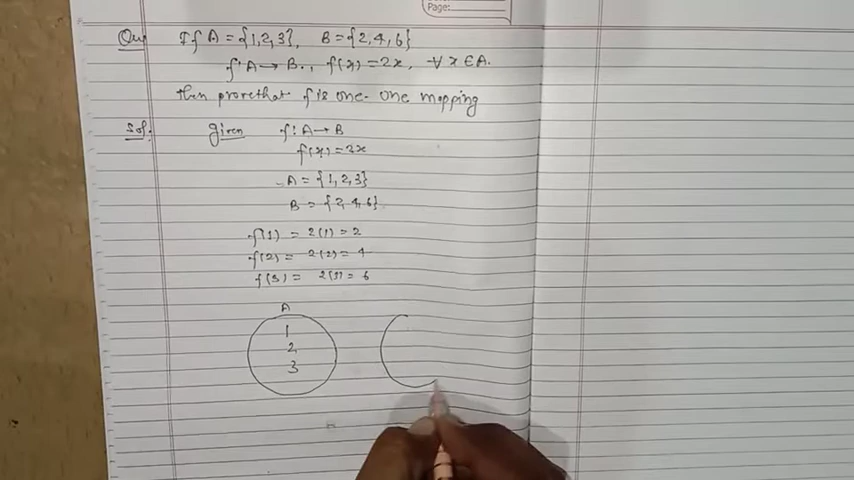 Page:
Que If A = {1,2,3}, B = {2,4,6}
f: A → B., f(x) = 2x, ∀ x ∈ A.
then prove that f is one-one mapping
Sol. Given f: A → B
f(x) = 2x
A = {1,2,3}
B = {2,4,6}
f(1) = 2(1) = 2
f(2) = 2(2) = 4
f(3) = 2(3) = 6
A
1
2
3